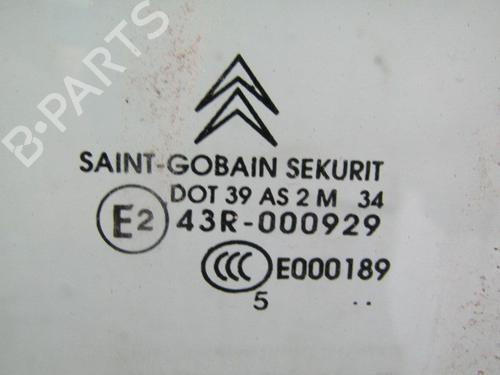 B-PARTS
SAINT-GOBAIN SEKURIT
DOT 39 AS 2 M 34
E2 43R-000929
CCC E000189
5